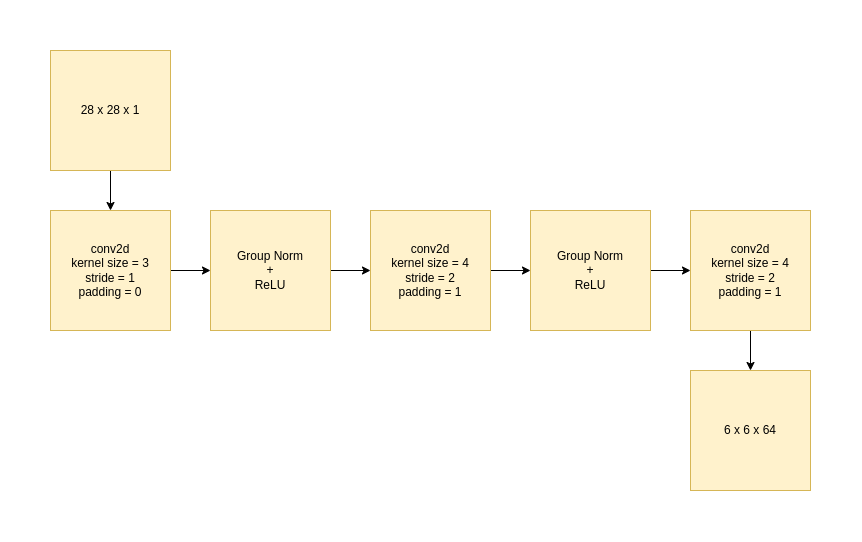 28 x 28 x 1
conv2d
kernel size = 3
stride = 1
padding = 0
Group Norm
+
ReLU
conv2d
kernel size = 4
stride = 2
padding = 1
Group Norm
+
ReLU
conv2d
kernel size = 4
stride = 2
padding = 1
6 x 6 x 64